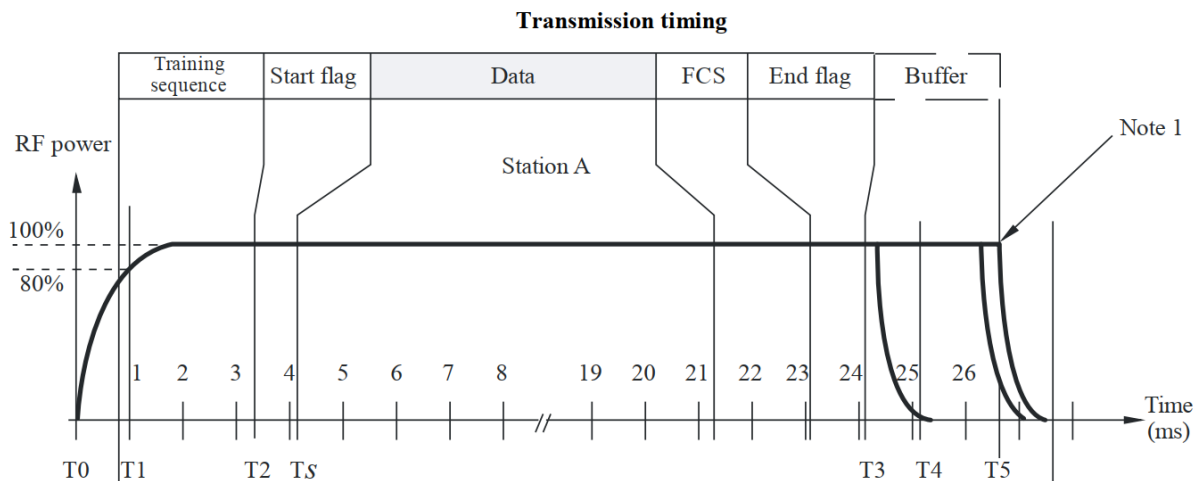 Transmission timing
Training
sequence
Start flag
Data
FCS
End flag
Buffer
Note 1
RF power
Station A
100%
80%
1 2 3 4 5 6 7 8 19 20 21 22 23 24 25 26
Time
(ms)
T0 T1 T2 Ts T3 T4 T5